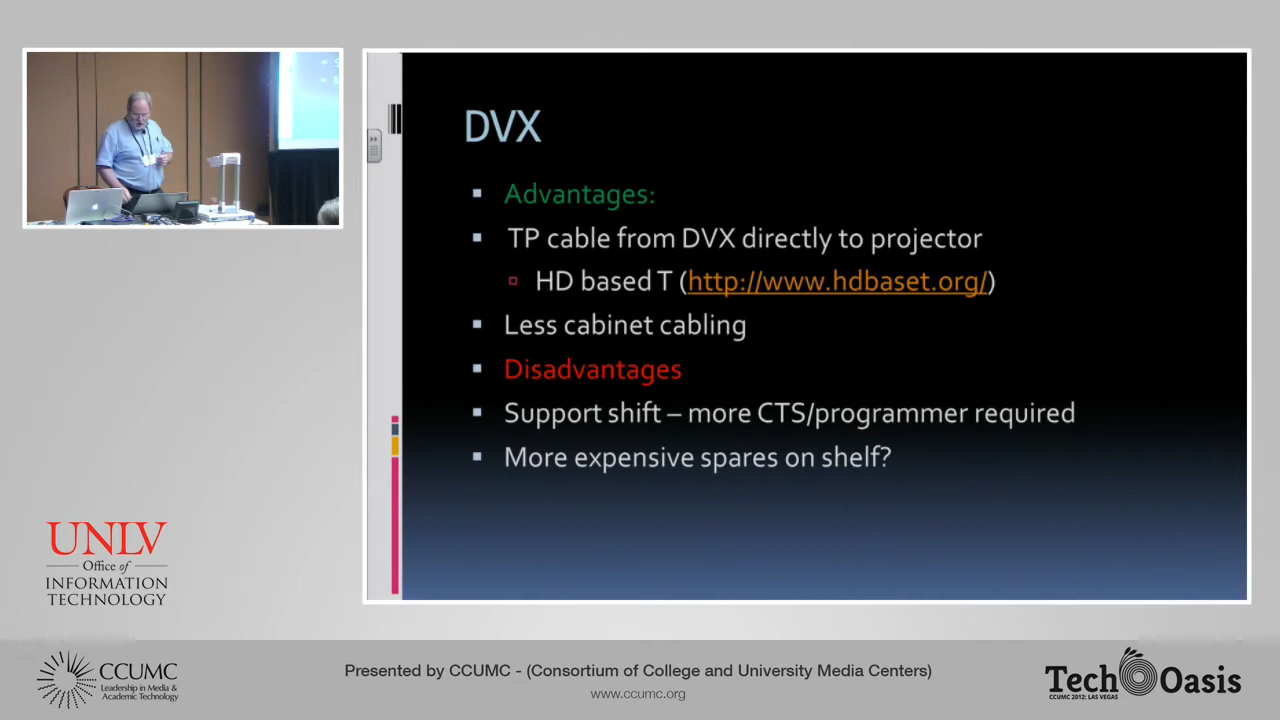 DVX
Advantages:
TP cable from DVX directly to projector
HD based T (http://www.hdbaset.org/)
Less cabinet cabling
Disadvantages
Support shift – more CTS/programmer required
More expensive spares on shelf?
UNLV
Office of
INFORMATION
TECHNOLOGY
CCUMC
Leadership in Media &
Academic Technology
Presented by CCUMC - (Consortium of College and University Media Centers)
www.ccumc.org
Tech Oasis
CCUMC 2012: LAS VEGAS